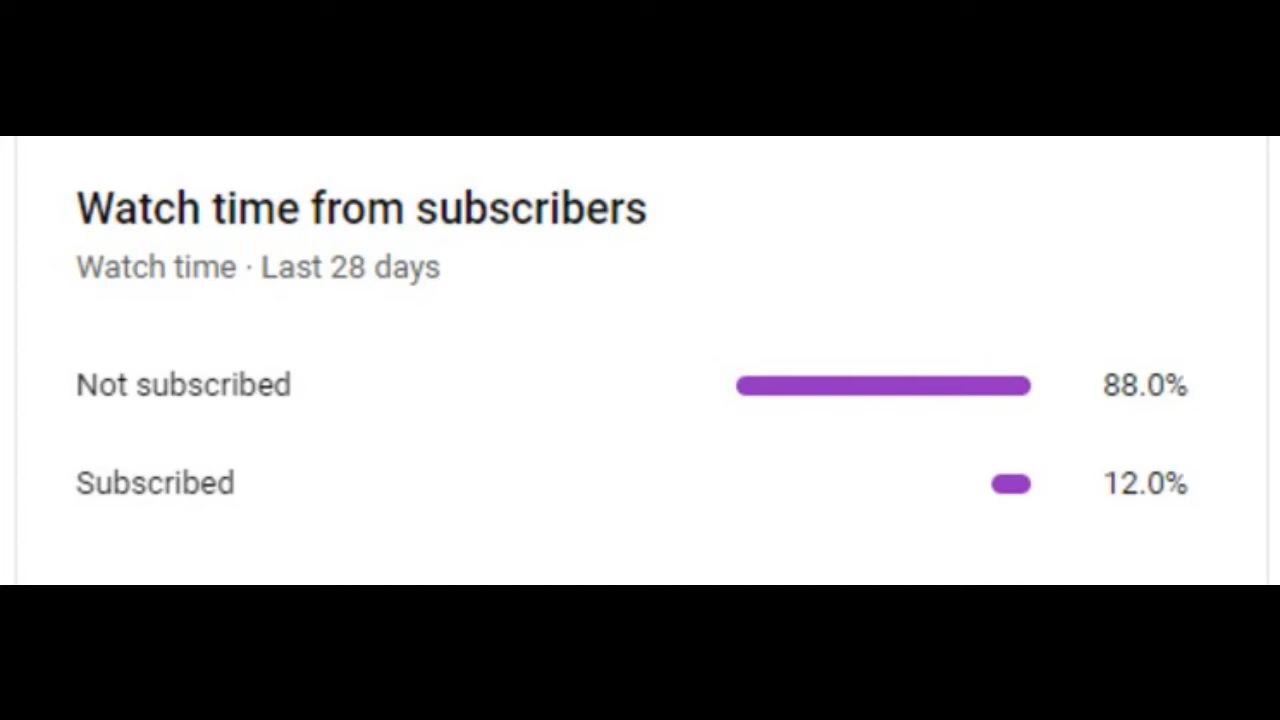 Watch time from subscribers
Watch time · Last 28 days
Not subscribed 88.0%
Subscribed 12.0%